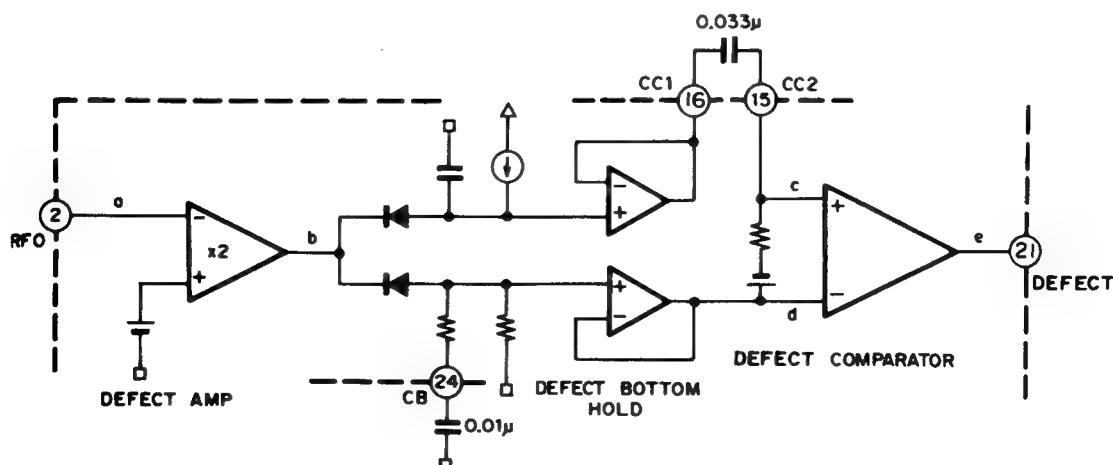 0.033μ
CC1
16
15
CC2
2
RFO
a
-
+
x2
b
-
+
+
-
c
+
-
d
e
21
DEFECT
DEFECT AMP
24
CB
0.01μ
DEFECT BOTTOM
HOLD
DEFECT COMPARATOR